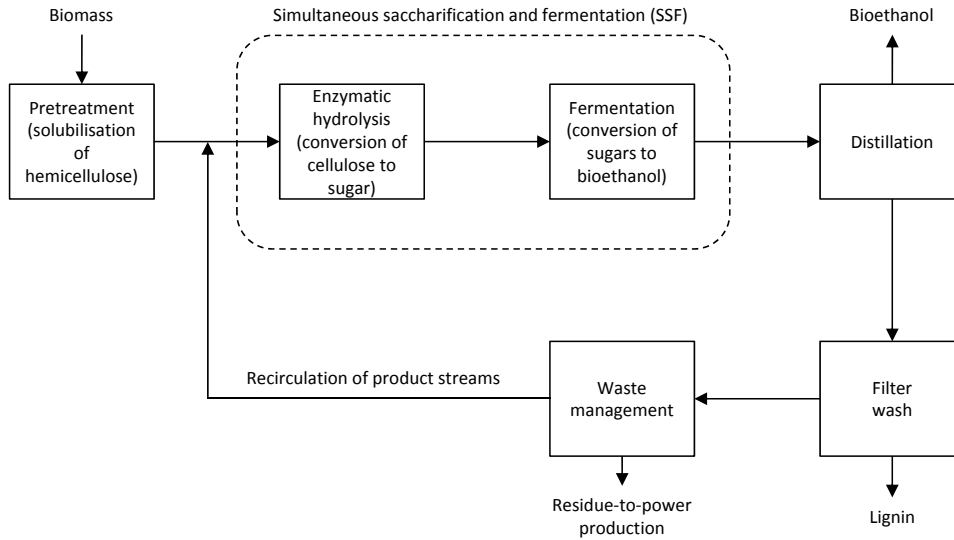 Biomass
Simultaneous saccharification and fermentation (SSF)
Bioethanol
Pretreatment
(solubilisation
of
hemicellulose)
Enzymatic
hydrolysis
(conversion of
cellulose to
sugar)
Fermentation
(conversion of
sugars to
bioethanol)
Distillation
Recirculation of product streams
Waste
management
Filter
wash
Residue-to-power
production
Lignin